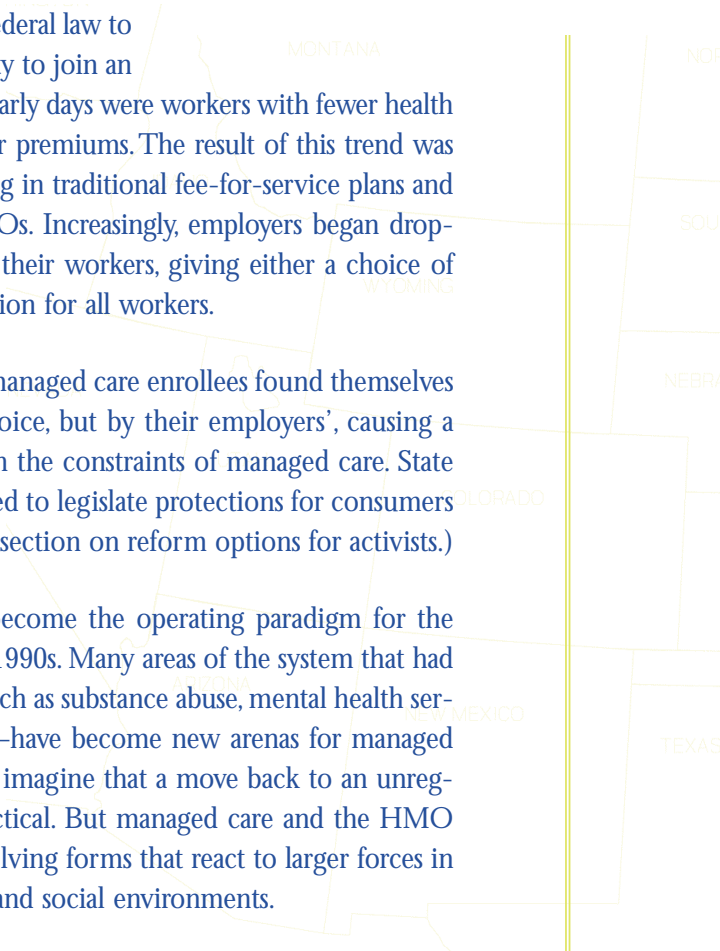 ederal law to
y to join an
arly days were workers with fewer health
r premiums. The result of this trend was
g in traditional fee-for-service plans and
Os. Increasingly, employers began drop-
their workers, giving either a choice of
ion for all workers.
nanaged care enrollees found themselves
oice, but by their employers', causing a
n the constraints of managed care. State
ed to legislate protections for consumers
section on reform options for activists.)
ecome the operating paradigm for the
1990s. Many areas of the system that had
ch as substance abuse, mental health ser-
–have become new arenas for managed
imagine that a move back to an unreg-
ctical. But managed care and the HMO
lving forms that react to larger forces in
and social environments.
MONTANA
NOR
SOU
WYOMING
NEBRA
COLORADO
ARIZONA
NEW MEXICO
TEXAS